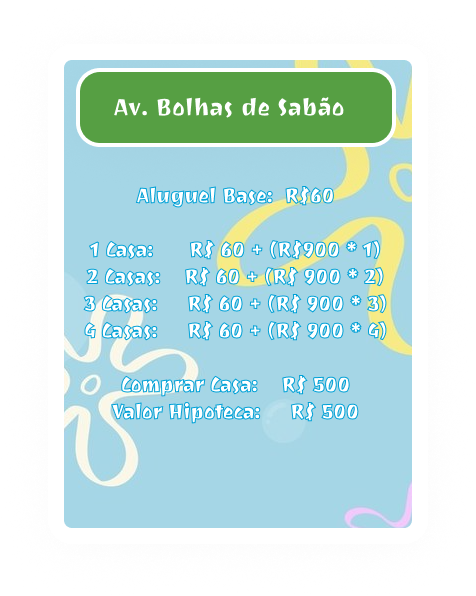 Av. Bolhas de Sabão
Aluguel Base: R$60
1 Casa: R$ 60 + (R$900 * 1)
2 Casas: R$ 60 + (R$ 900 * 2)
3 Casas: R$ 60 + (R$ 900 * 3)
4 Casas: R$ 60 + (R$ 900 * 4)
Comprar Casa: R$ 500
Valor Hipoteca: R$ 500